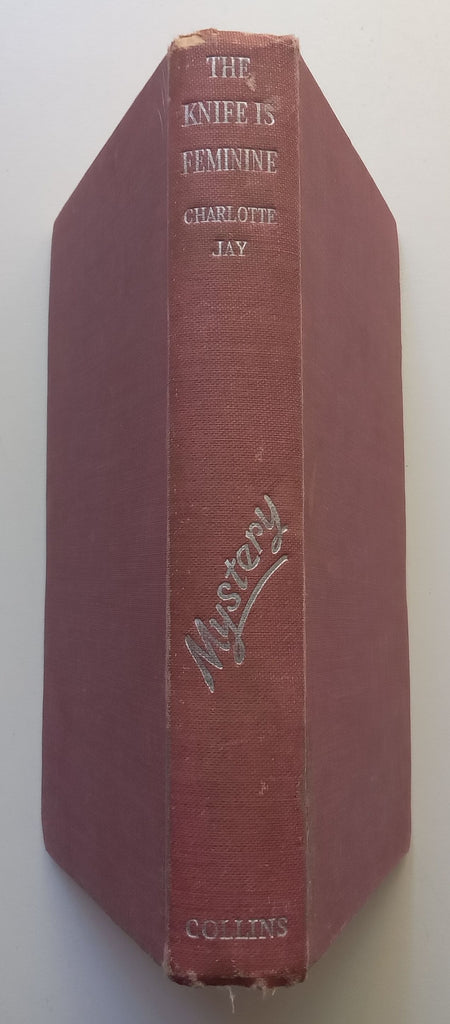 THE
KNIFE IS
FEMININE
CHARLOTTE
JAY
Mystery
COLLINS